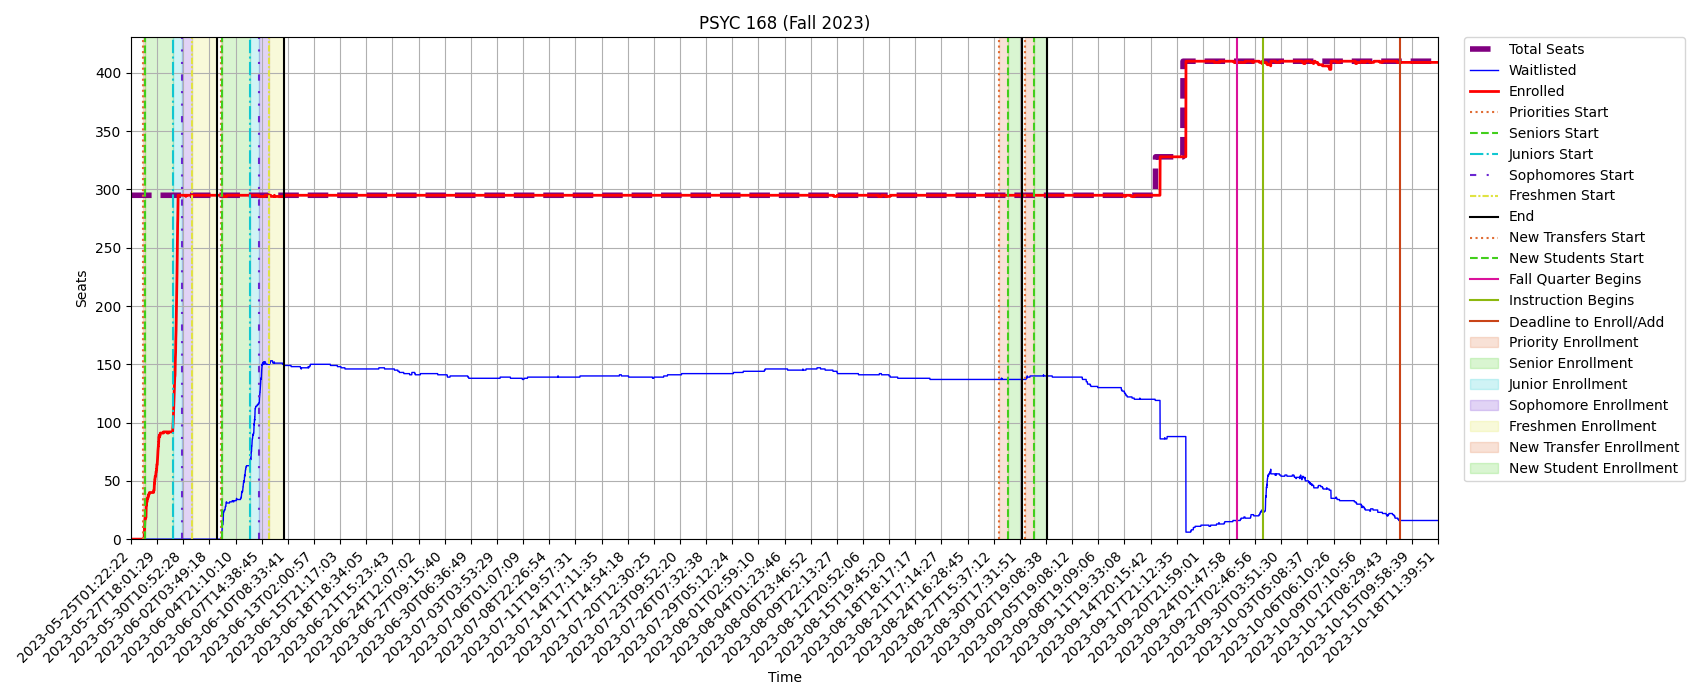 PSYC 168 (Fall 2023)
Seats
400
350
300
250
200
150
100
50
0
2023-05-25T01:22:22
2023-05-27T18:01:29
2023-05-30T10:52:28
2023-06-02T03:49:18
2023-06-04T21:10:16
2023-06-07T14:38:45
2023-06-10T08:33:41
2023-06-13T02:00:57
2023-06-15T21:17:03
2023-06-18T18:34:05
2023-06-21T15:23:43
2023-06-24T12:07:02
2023-06-27T09:15:40
2023-06-30T06:36:49
2023-07-03T03:53:29
2023-07-06T01:07:09
2023-07-08T22:26:54
2023-07-11T19:57:31
2023-07-14T17:11:35
2023-07-17T14:54:18
2023-07-20T12:30:25
2023-07-23T09:52:20
2023-07-26T07:32:38
2023-07-29T05:12:24
2023-08-01T02:59:10
2023-08-04T01:23:46
2023-08-06T23:46:52
2023-08-09T22:13:27
2023-08-12T20:52:06
2023-08-15T19:45:20
2023-08-18T18:17:17
2023-08-21T17:14:27
2023-08-24T16:28:45
2023-08-27T15:37:12
2023-08-30T17:31:51
2023-09-02T19:08:38
2023-09-05T19:08:12
2023-09-08T19:09:06
2023-09-11T19:33:08
2023-09-14T20:15:42
2023-09-17T21:12:35
2023-09-20T21:59:01
2023-09-24T01:47:58
2023-09-27T02:46:56
2023-09-30T03:51:30
2023-10-03T05:08:37
2023-10-06T06:10:26
2023-10-09T07:10:56
2023-10-12T08:29:43
2023-10-15T09:58:39
2023-10-18T11:39:51
Time
Total Seats
Waitlisted
Enrolled
Priorities Start
Seniors Start
Juniors Start
Sophomores Start
Freshmen Start
End
New Transfers Start
New Students Start
Fall Quarter Begins
Instruction Begins
Deadline to Enroll/Add
Priority Enrollment
Senior Enrollment
Junior Enrollment
Sophomore Enrollment
Freshmen Enrollment
New Transfer Enrollment
New Student Enrollment